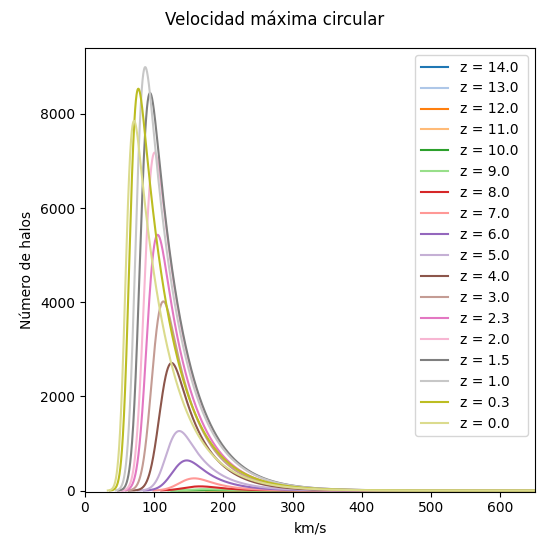 Velocidad máxima circular
Número de halos
8000
6000
4000
2000
0
0 100 200 300 400 500 600
km/s
z = 14.0
z = 13.0
z = 12.0
z = 11.0
z = 10.0
z = 9.0
z = 8.0
z = 7.0
z = 6.0
z = 5.0
z = 4.0
z = 3.0
z = 2.3
z = 2.0
z = 1.5
z = 1.0
z = 0.3
z = 0.0